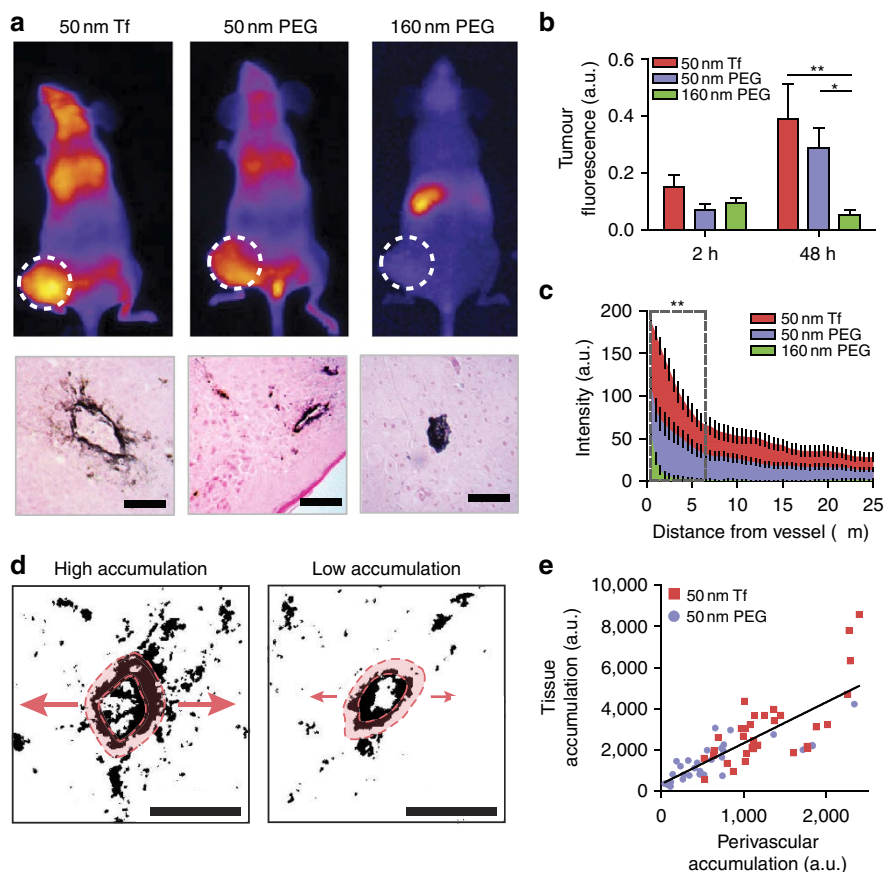 a
50 nm Tf
50 nm PEG
160 nm PEG
b
Tumour
fluorescence (a.u.)
0.6
0.4
0.2
0.0
50 nm Tf
50 nm PEG
160 nm PEG
**
*
2 h
48 h
c
Intensity (a.u.)
200
150
100
50
0
**
50 nm Tf
50 nm PEG
160 nm PEG
0
5
10
15
20
25
Distance from vessel ( m)
d
High accumulation
Low accumulation
e
Tissue
accumulation (a.u.)
10,000
8,000
6,000
4,000
2,000
0
50 nm Tf
50 nm PEG
0
1,000
2,000
Perivascular
accumulation (a.u.)